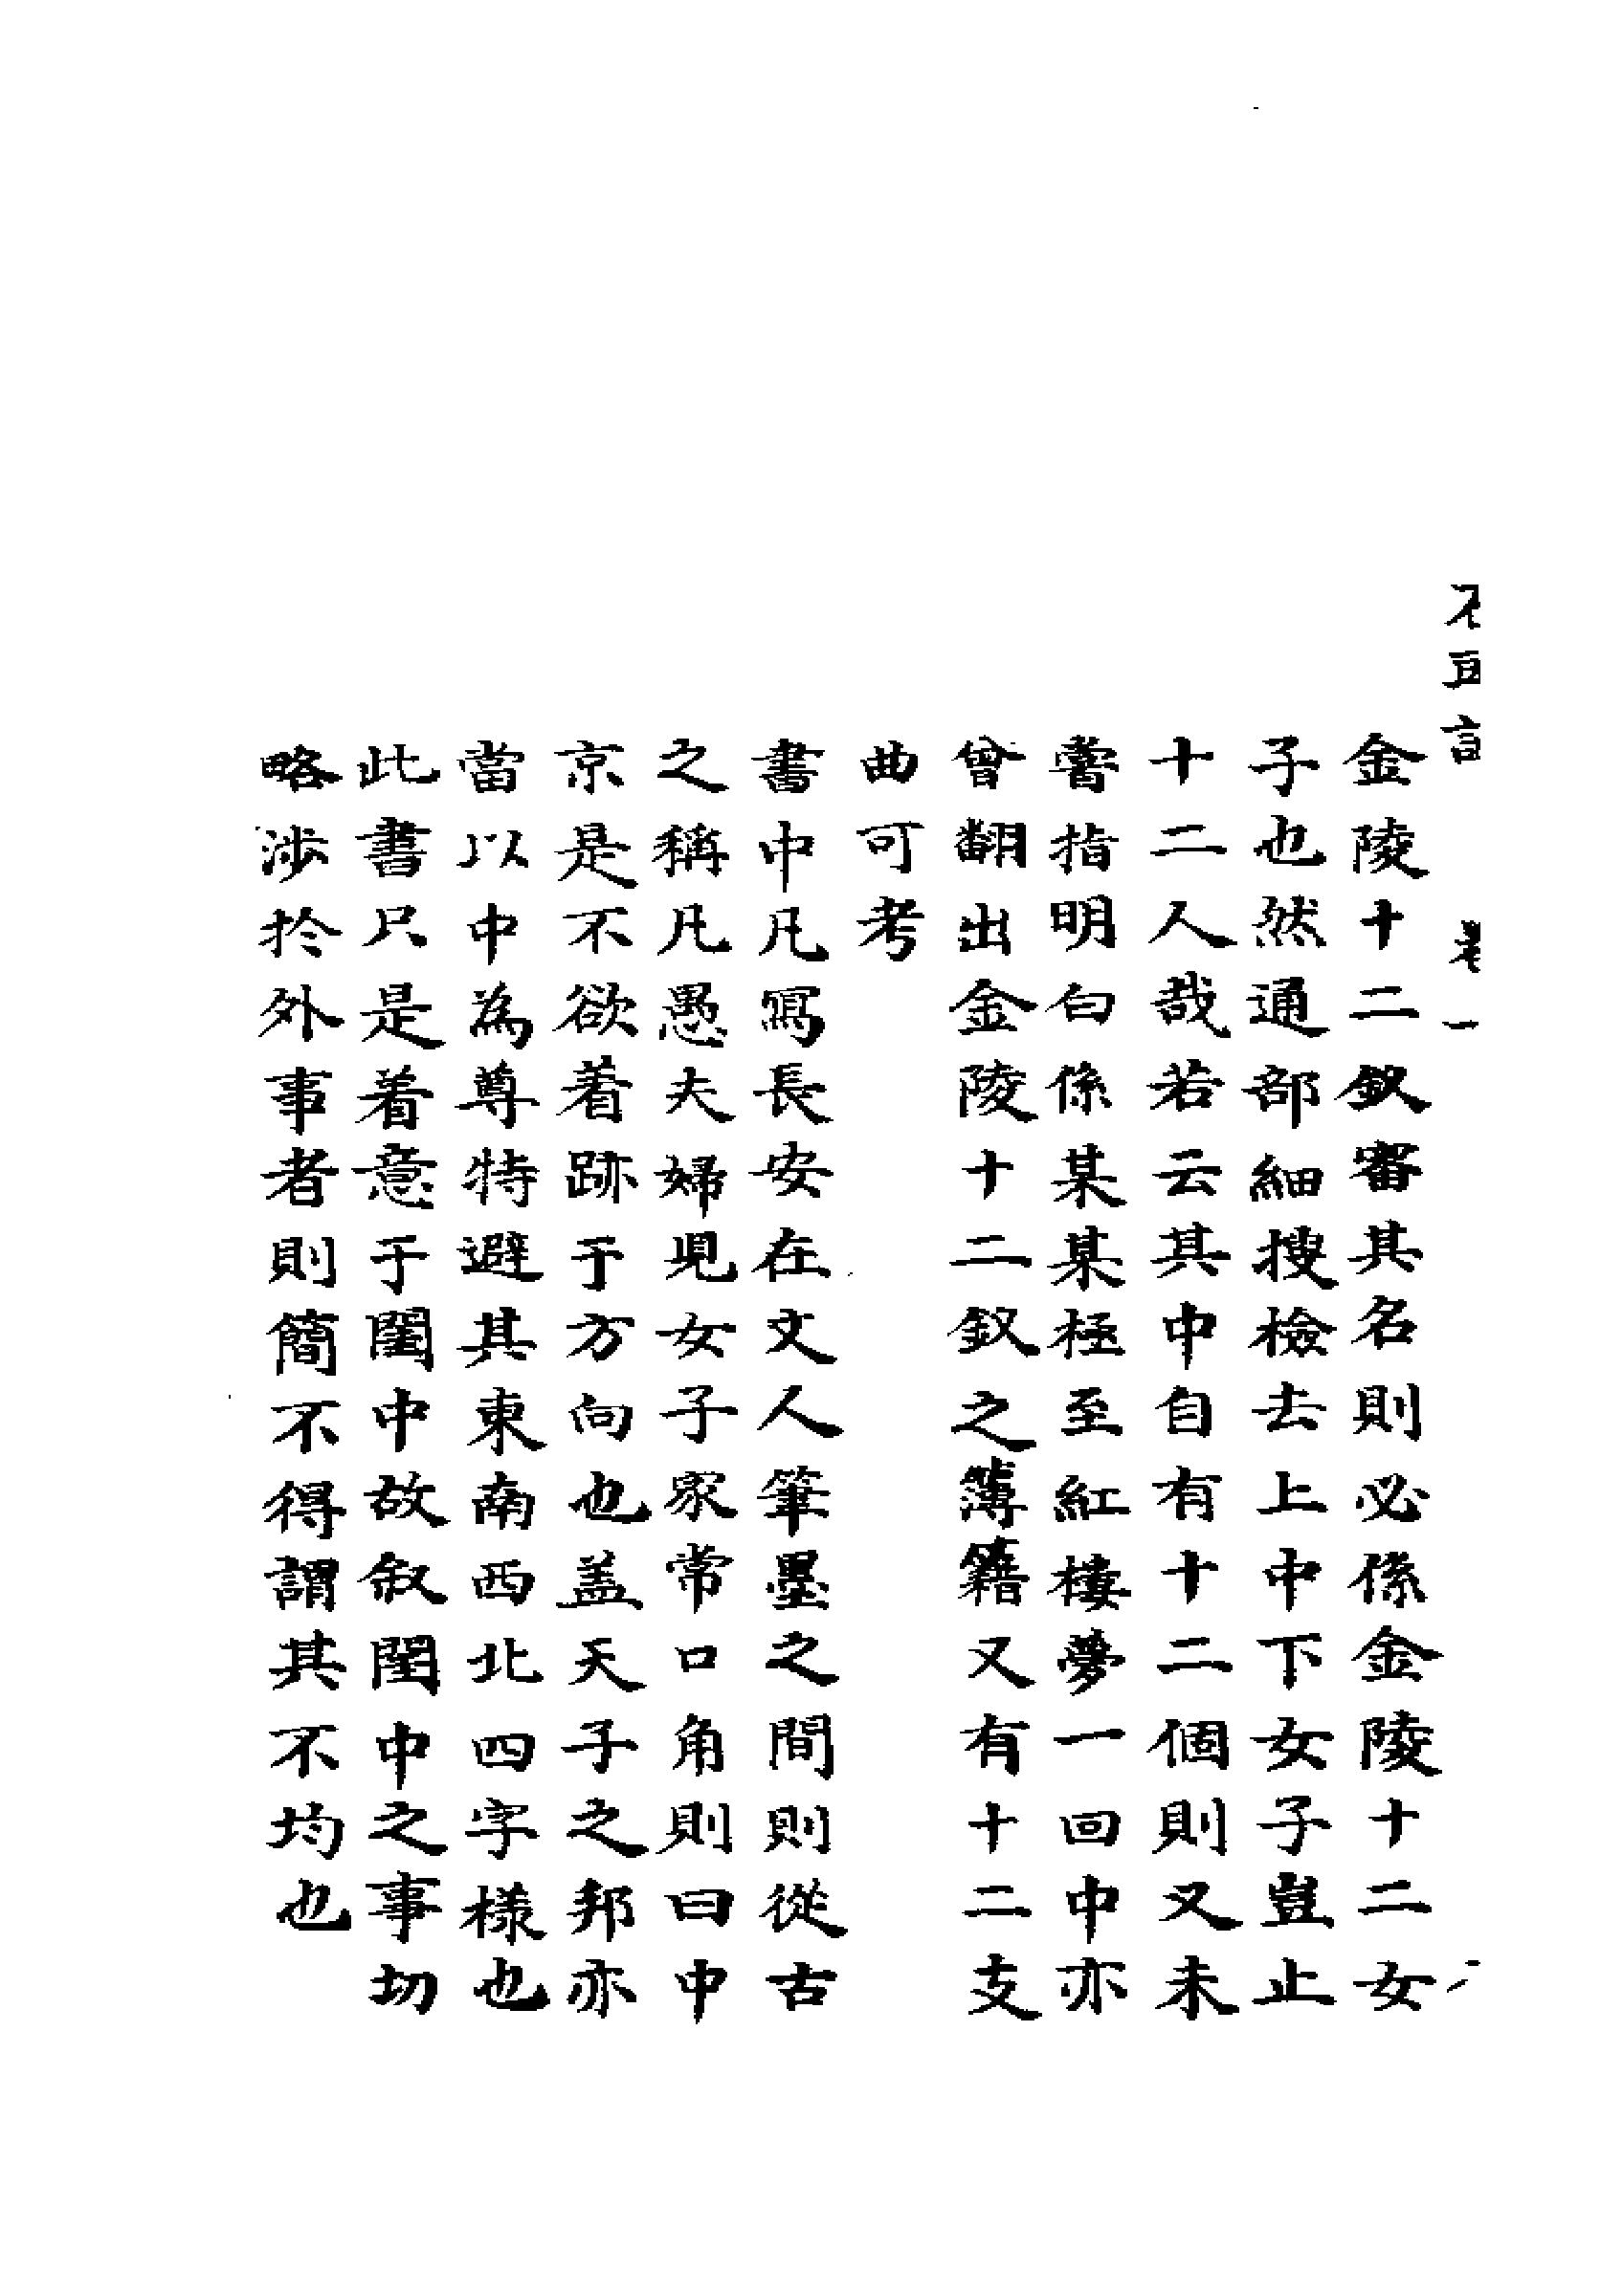 金陵十二釵審其名則必係金陵十二女
子也然通部細搜檢去上中下女子豈止
十二人哉若云其中自有十二個則又未
嘗指明白係某某極至紅樓夢一回中亦
曾翻出金陵十二釵之簿籍又有十二支
曲可考
書中凡寫長安在文人筆墨之間則從古
之稱凡愚夫婦兒女子家常口角則曰中
京是不欲着跡于方向也盖天子之邦亦
當以中為尊特避其東南西北四字樣也
此書只是着意于閨中故叙閨中之事切
略涉於外事者則簡不得謂其不均也